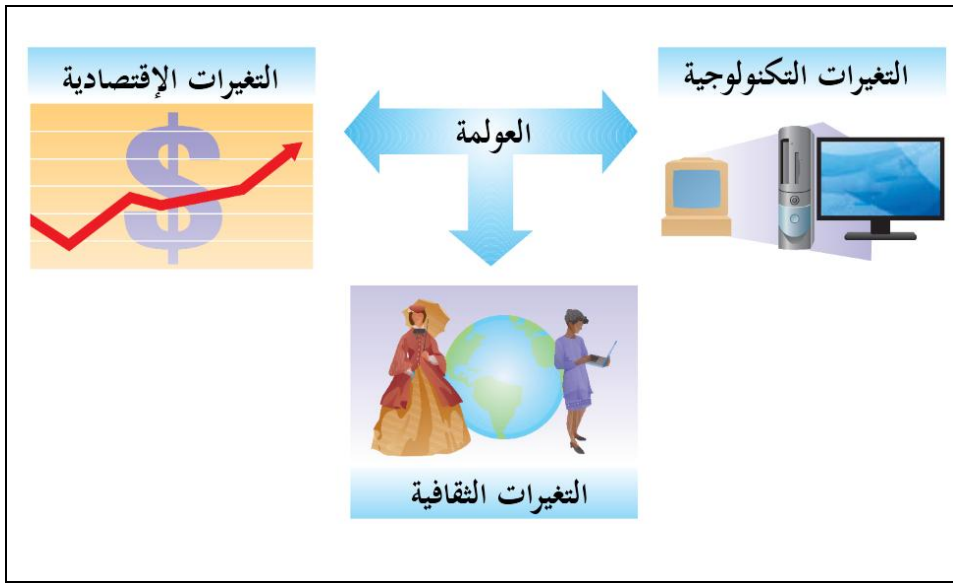 التغيرات التكنولوجية
التغيرات الإقتصادية
العولمة
$
التغيرات الثقافية